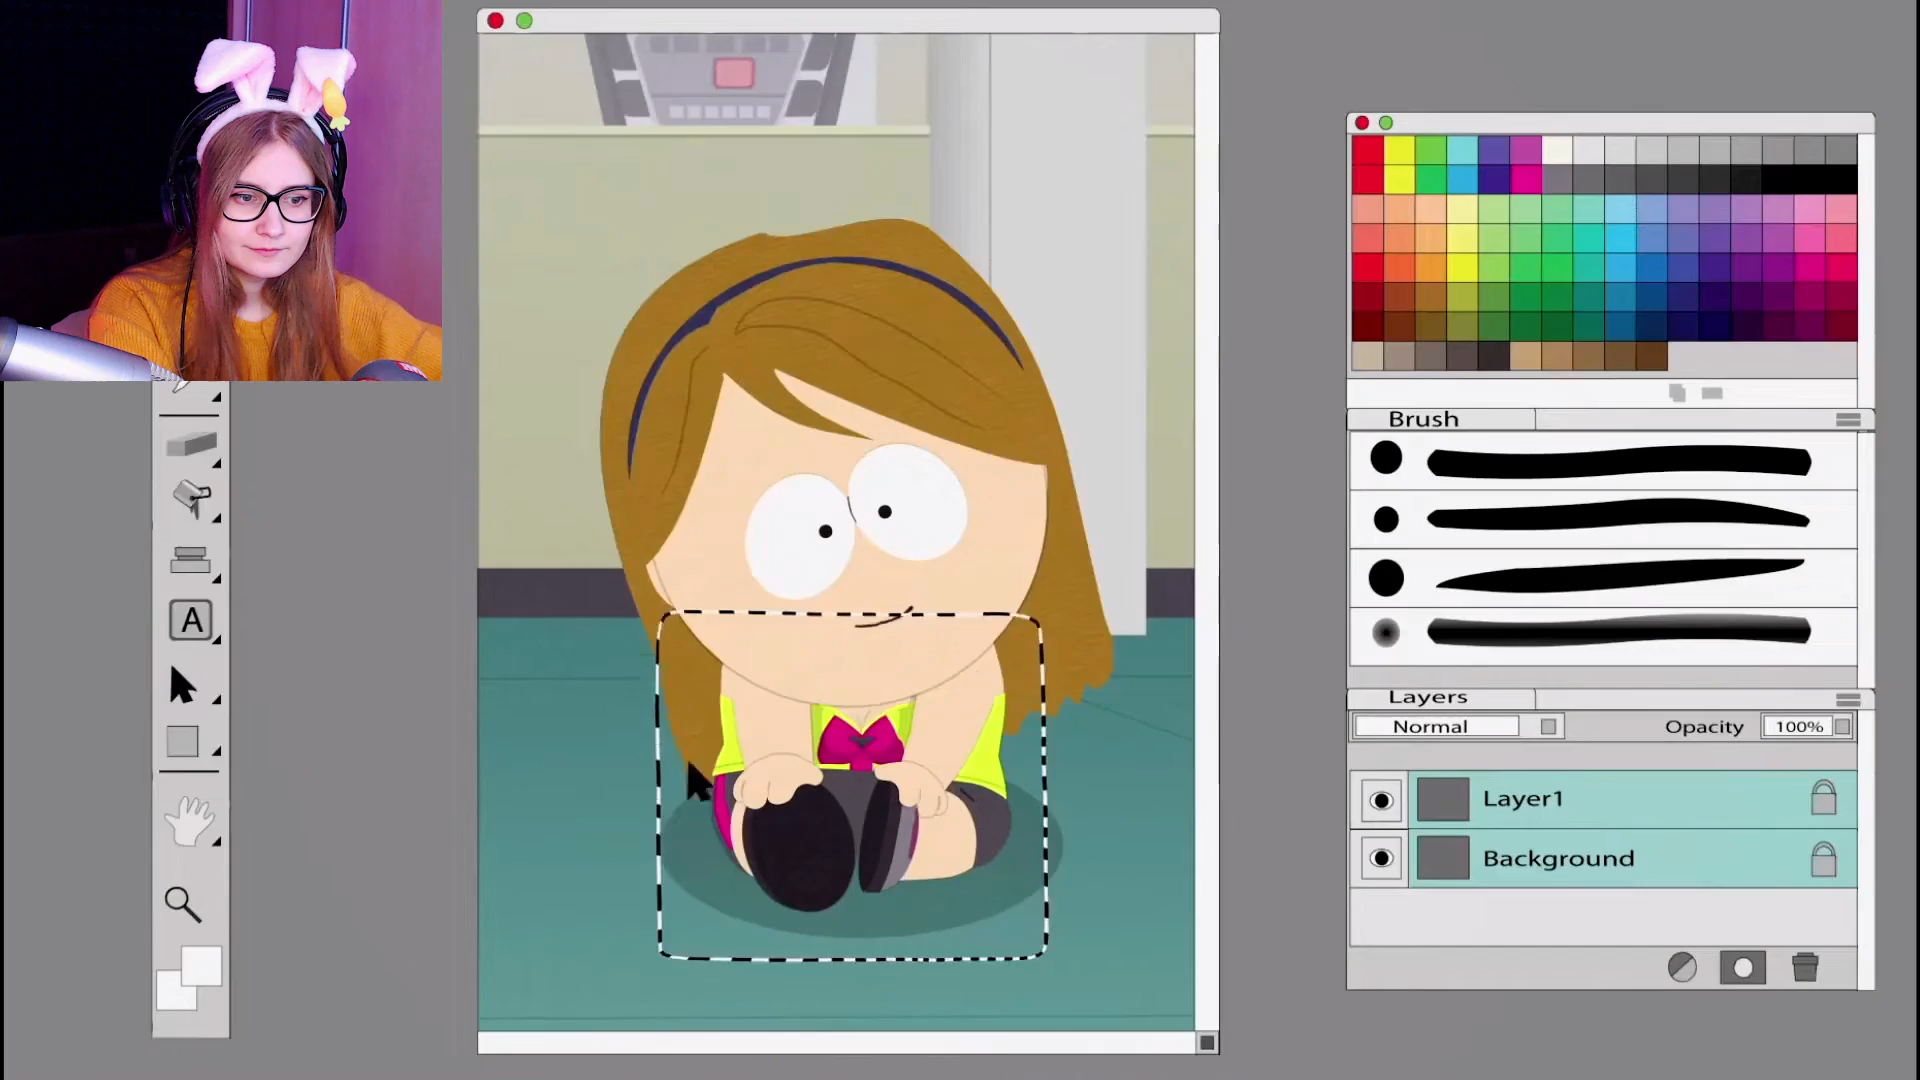 A
Brush
Layers
Normal
Opacity 100%
Layer1
Background